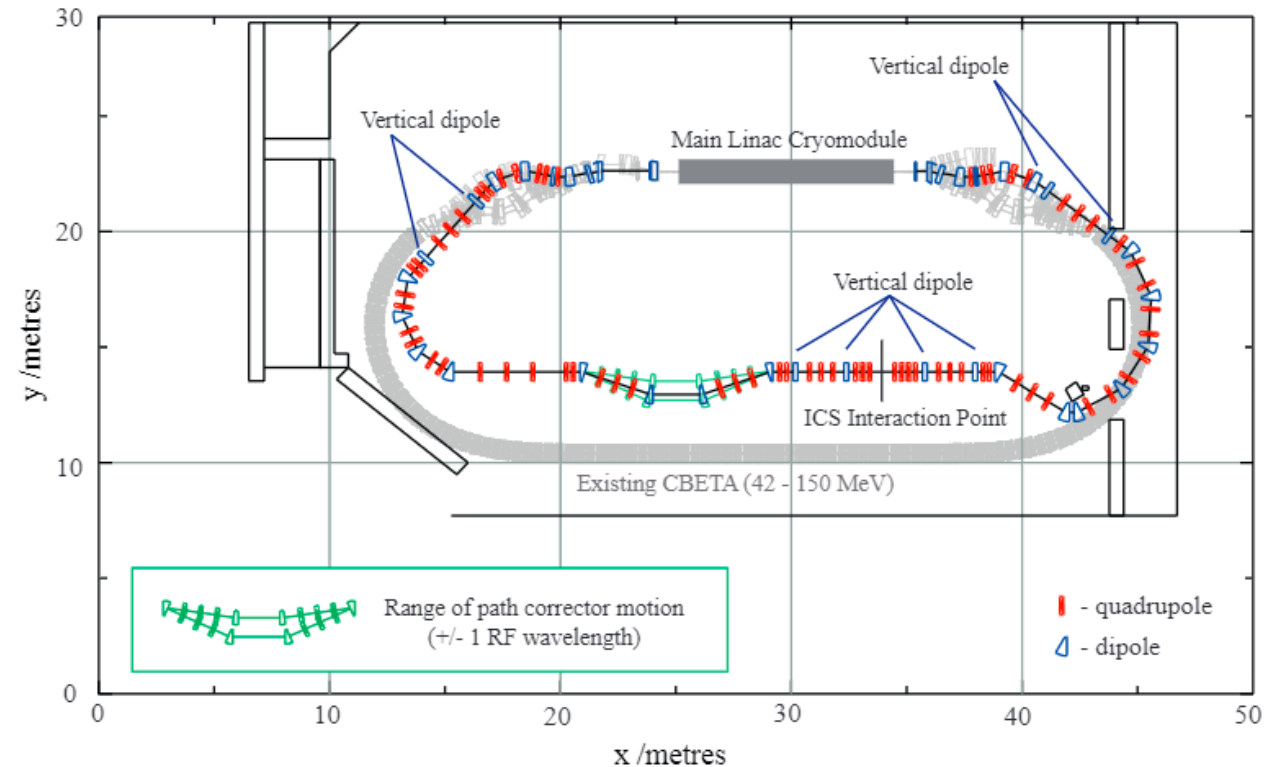 30
Vertical dipole
Vertical dipole
Main Linac Cryomodule
20
Vertical dipole
y /metres
ICS Interaction Point
10
Existing CBETA (42 - 150 MeV)
Range of path corrector motion
(+/- 1 RF wavelength)
- quadrupole
- dipole
0
0
10
20
30
40
50
x /metres